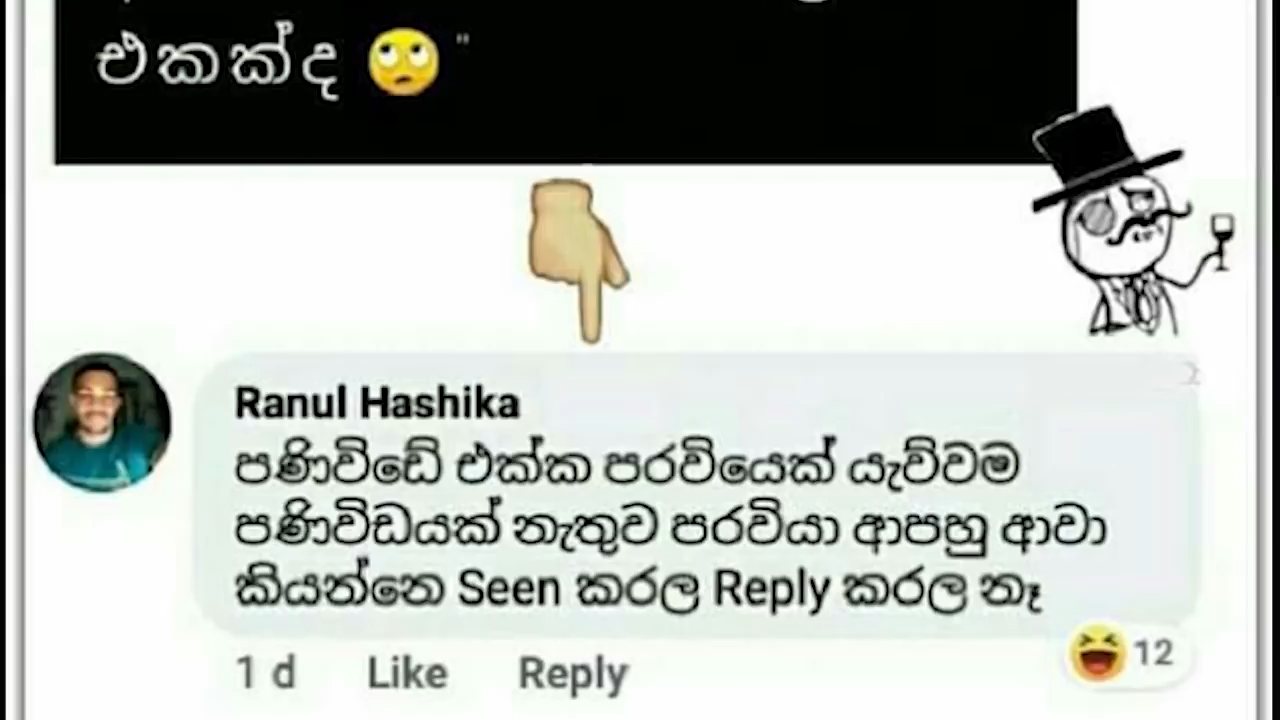 එකක්ද 🙄"
Ranul Hashika
පණිවිඩේ එක්ක පරවියෙක් යැව්වම
පණිවිඩයක් නැතුව පරවියා ආපහු ආවා
කියන්නෙ Seen කරල Reply කරල නෑ
12
1 d Like Reply